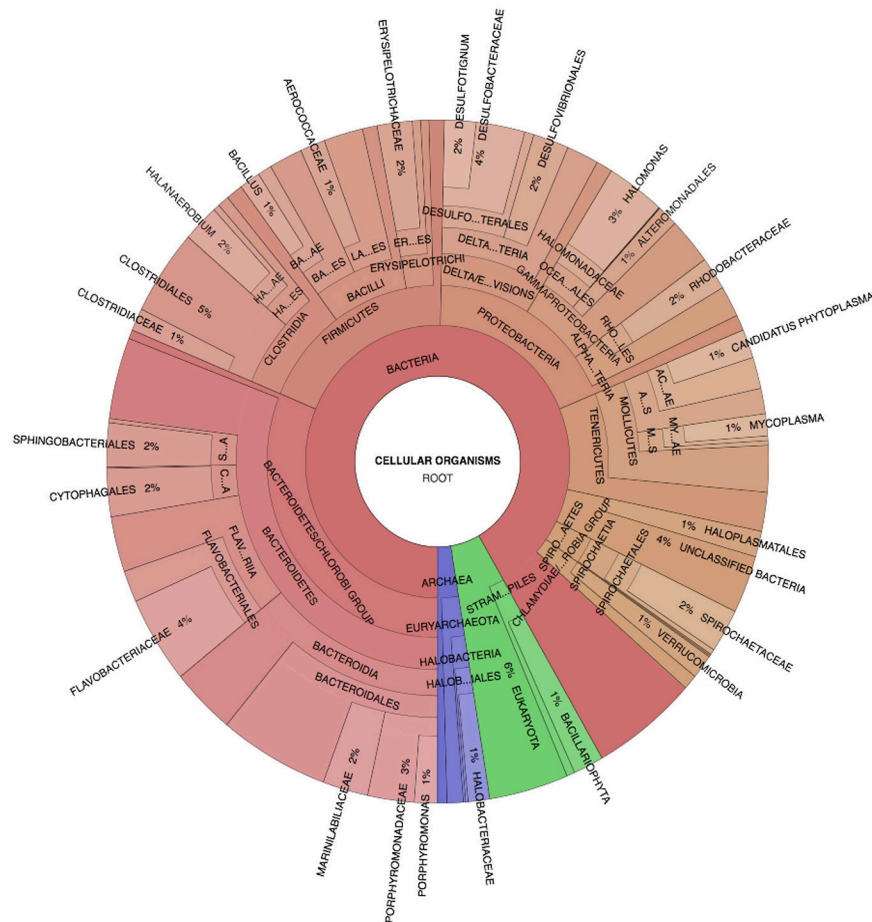 CELLULAR ORGANISMS
ROOT
BACTERIA
FIRMICUTES
CLOSTRIDIA
BACILLI
ERYSIPELOTRICHI
CLOSTRIDIACEAE 1%
CLOSTRIDIALES 5%
HALANAEROBIUM 2%
HA...AE
HA...ES
BACILLUS 1%
BA...AE
BA...ES
AEROCOCCACEAE 1%
LA...ES
ERYSIPELOTRICHACEAE 2%
ER...ES
PROTEOBACTERIA
DELTA/E...VISIONS
DELTA...TERIA
DESULFO...TERALES
2% DESULFOTIGNUM
4% DESULFOBACTERACEAE
2% DESULFOVIBRIONALES
GAMMAPROTEOBACTERIA
OCEA...ALES
HALOMONADACEAE
3% HALOMONAS
1% ALTEROMONADALES
ALPHA...TERIA
RHO...LES
2% RHODOBACTERACEAE
TENERICUTES
MOLLICUTES
A...S
AC...AE
1% CANDIDATUS PHYTOPLASMA
M...S
MY...AE
1% MYCOPLASMA
1% HALOPLASMATALES
4% UNCLASSIFIED BACTERIA
SPIRO...AETES
SPIROCHAETIA
SPIROCHAETALES
2% SPIROCHAETACEAE
CHLAMYDIAE/...ROBIA GROUP
1% VERRUCOMICROBIA
STRAM...PILES
1% BACILLARIOPHYTA
6% EUKARYOTA
ARCHAEA
EURYARCHAEOTA
HALOBACTERIA
HALOB...IALES
1% HALOBACTERIACEAE
BACTEROIDETES/CHLOROBI GROUP
BACTEROIDETES
BACTEROIDIA
BACTEROIDALES
PORPHYROMONAS 1%
PORPHYROMONADACEAE 3%
MARINILABILIACEAE 2%
FLAV...RIIA
FLAVOBACTERIALES
FLAVOBACTERIACEAE 4%
C...A
CYTOPHAGALES 2%
A...S
SPHINGOBACTERIALES 2%